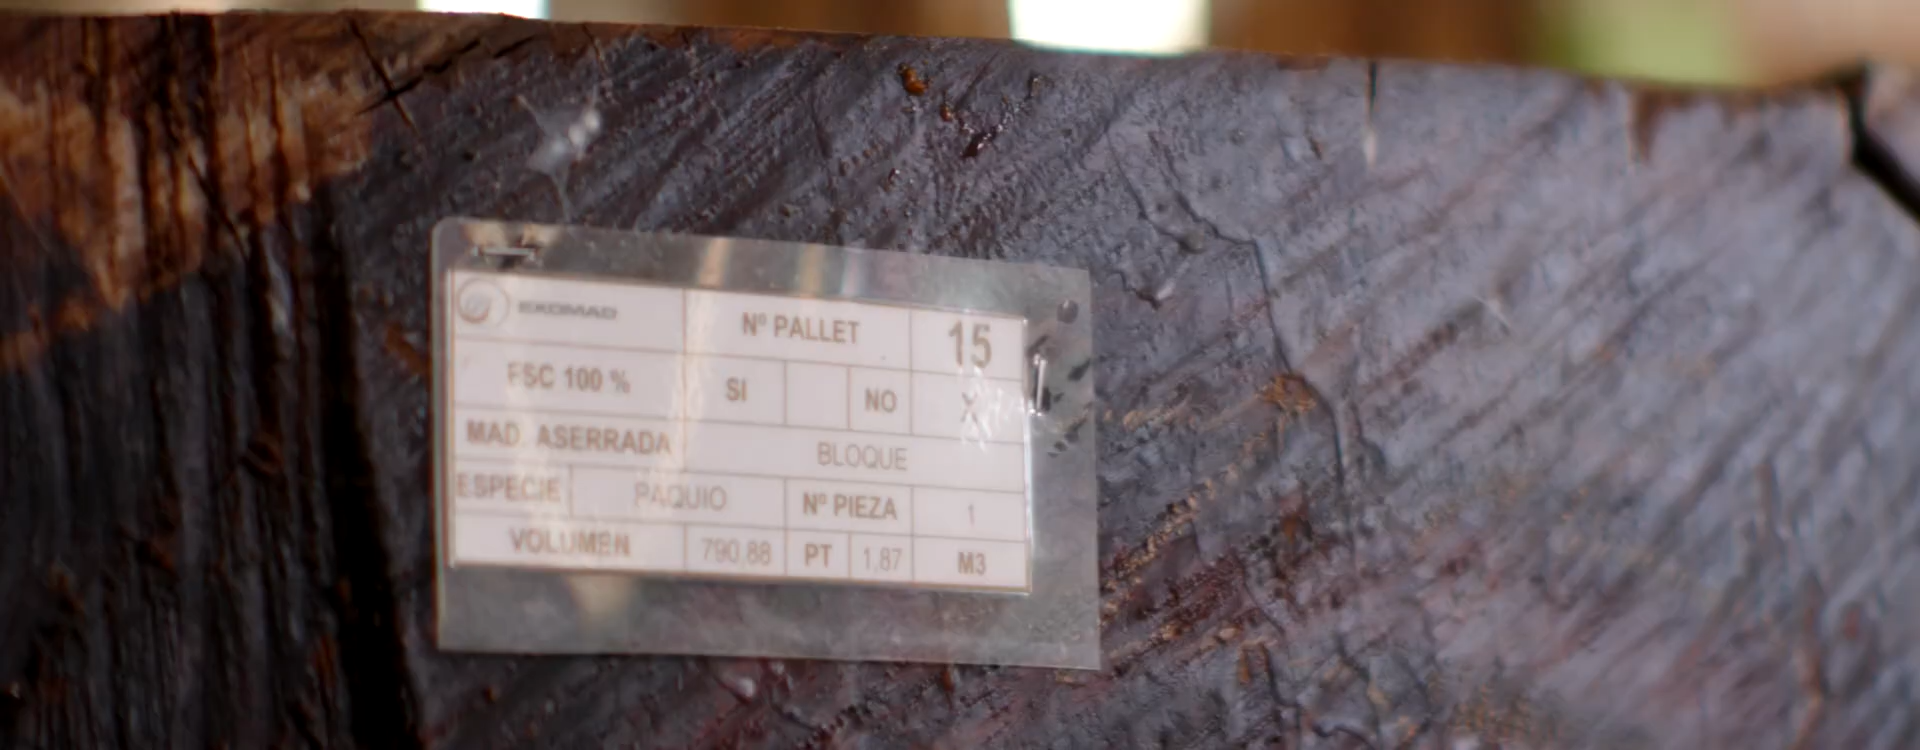 EKOMAD Nº PALLET 15
FSC 100 % SI NO X
MAD. ASERRADA BLOQUE
ESPECIE PAQUIO Nº PIEZA 1
VOLUMEN 790,88 PT 1,87 M3